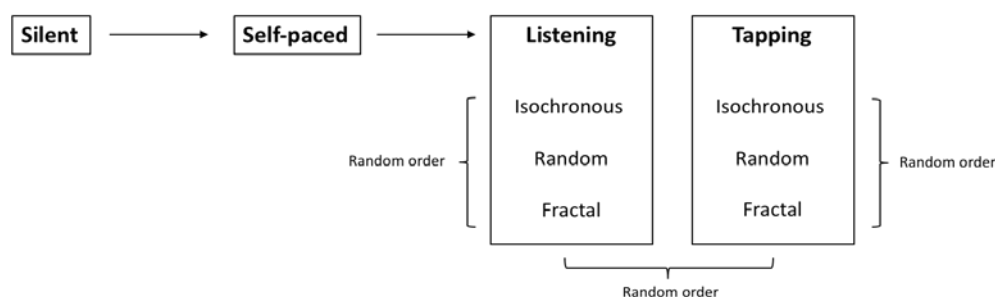 Silent
Self-paced
Listening
Tapping
Isochronous
Isochronous
Random order
Random
Random
Random order
Fractal
Fractal
Random order